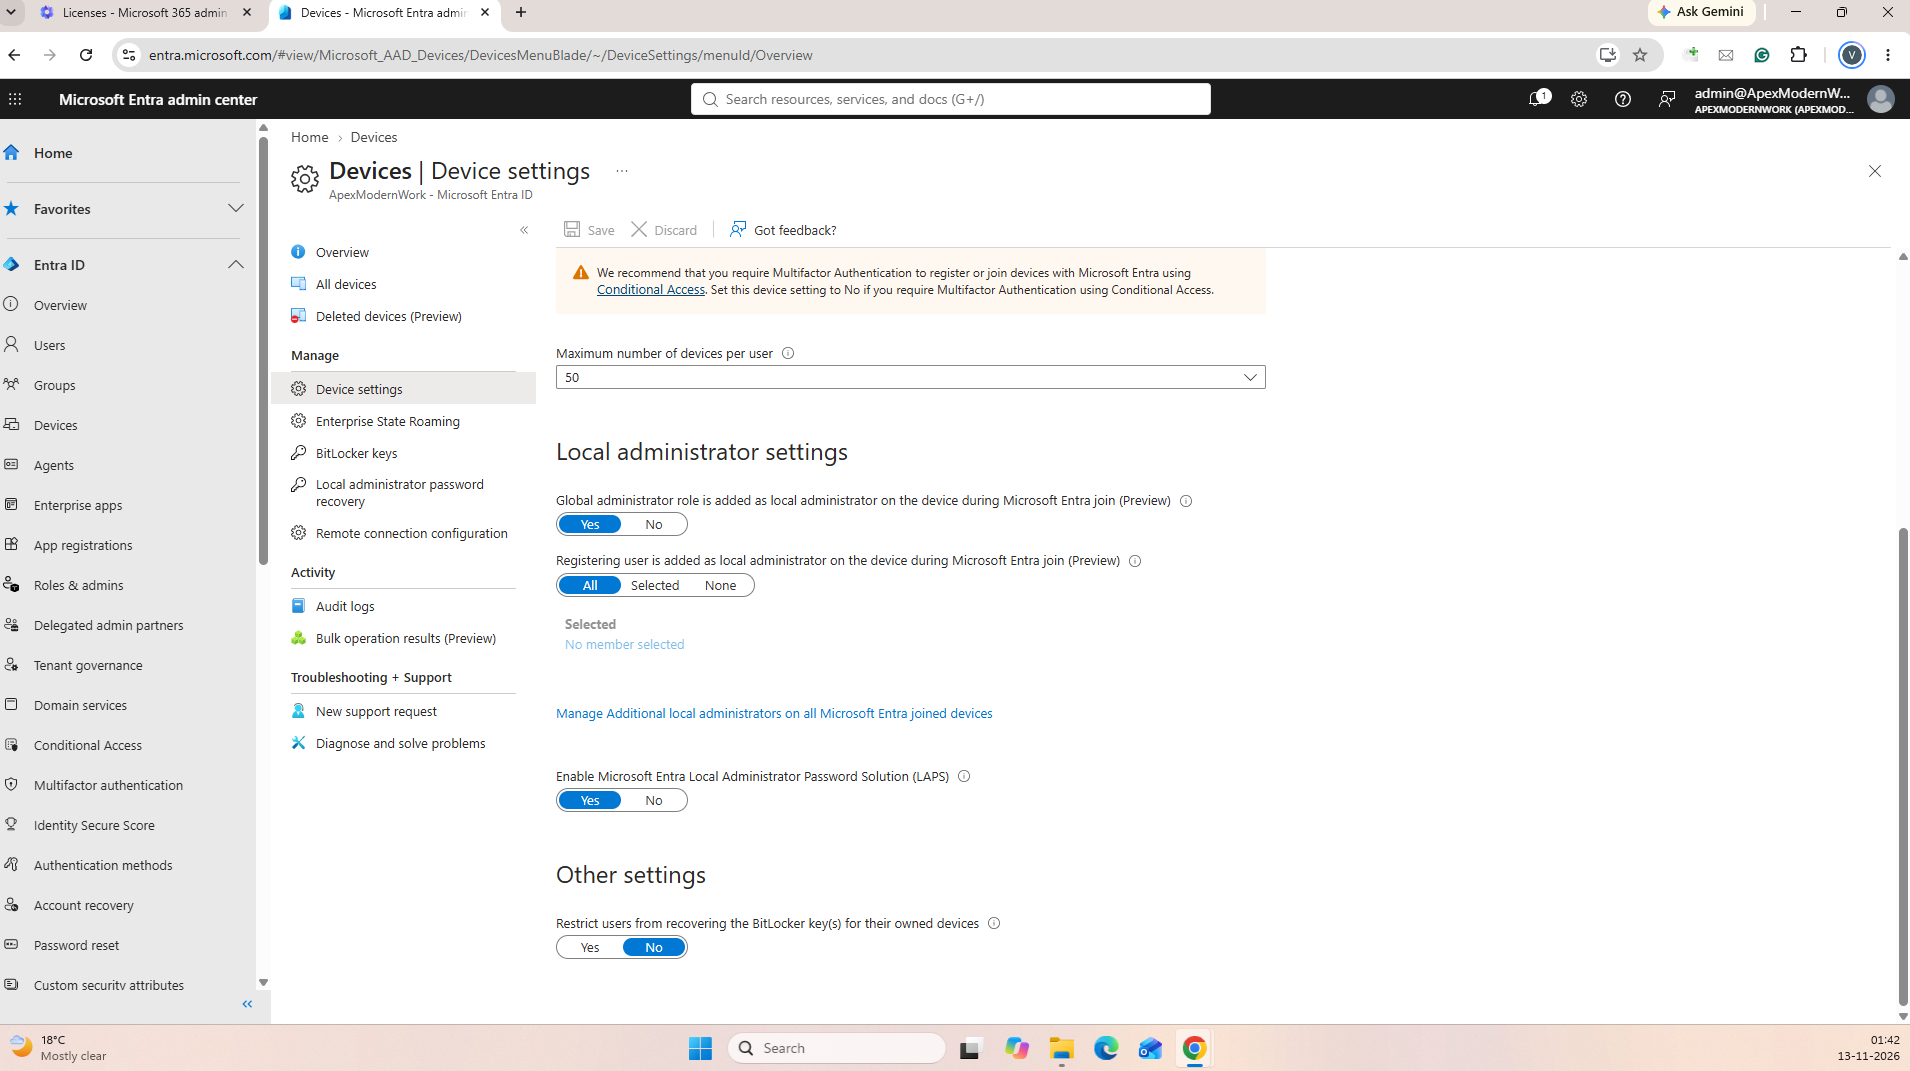 Licenses - Microsoft 365 admin
Devices - Microsoft Entra admin
Ask Gemini
entra.microsoft.com/#view/Microsoft_AAD_Devices/DevicesMenuBlade/~/DeviceSettings/menuId/Overview
V
Microsoft Entra admin center
Search resources, services, and docs (G+/)
1
admin@ApexModernW...
APEXMODERNWORK (APEXMOD...
Home
Favorites
Entra ID
Overview
Users
Groups
Devices
Agents
Enterprise apps
App registrations
Roles & admins
Delegated admin partners
Tenant governance
Domain services
Conditional Access
Multifactor authentication
Identity Secure Score
Authentication methods
Account recovery
Password reset
Custom security attributes
Home > Devices
Devices | Device settings ...
ApexModernWork - Microsoft Entra ID
Overview
All devices
Deleted devices (Preview)
Manage
Device settings
Enterprise State Roaming
BitLocker keys
Local administrator password
recovery
Remote connection configuration
Activity
Audit logs
Bulk operation results (Preview)
Troubleshooting + Support
New support request
Diagnose and solve problems
Save Discard Got feedback?
We recommend that you require Multifactor Authentication to register or join devices with Microsoft Entra using
Conditional Access. Set this device setting to No if you require Multifactor Authentication using Conditional Access.
Maximum number of devices per user
50
Local administrator settings
Global administrator role is added as local administrator on the device during Microsoft Entra join (Preview)
Yes No
Registering user is added as local administrator on the device during Microsoft Entra join (Preview)
All Selected None
Selected
No member selected
Manage Additional local administrators on all Microsoft Entra joined devices
Enable Microsoft Entra Local Administrator Password Solution (LAPS)
Yes No
Other settings
Restrict users from recovering the BitLocker key(s) for their owned devices
Yes No
18°C
Mostly clear
Search
01:42
13-11-2026